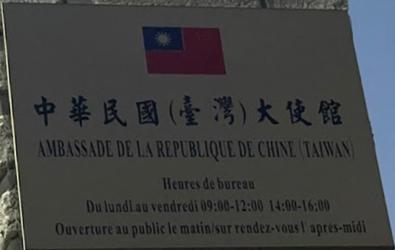 中華民國(臺灣)大使館
AMBASSADE DE LA REPUBLIQUE DE CHINE (TAIWAN)
Heures de bureau
Du lundi au vendredi 09:00-12:00 14:00-16:00
Ouverture au public le matin/sur rendez-vous l'après-midi